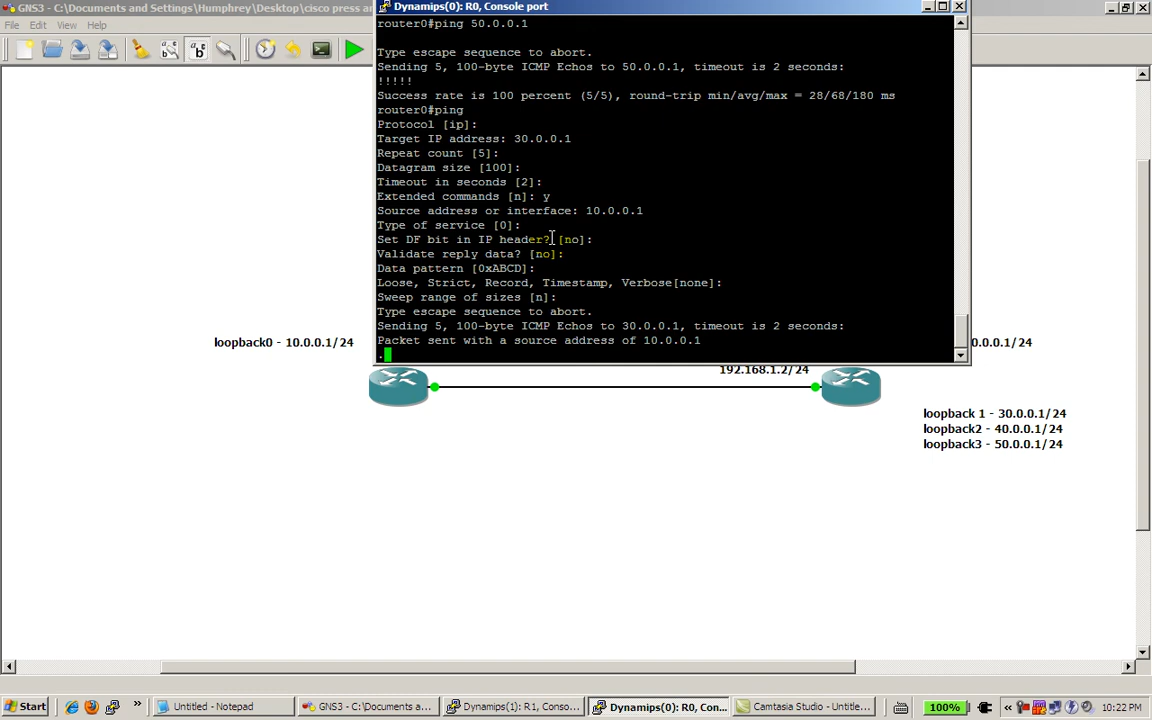 GNS3 - C:\Documents and Settings\Humphrey\Desktop\cisco press ar
Dynamips(0): R0, Console port
File Edit View Help
router0#ping 50.0.0.1
Type escape sequence to abort.
Sending 5, 100-byte ICMP Echos to 50.0.0.1, timeout is 2 seconds:
!!!!!
Success rate is 100 percent (5/5), round-trip min/avg/max = 28/68/180 ms
router0#ping
Protocol [ip]:
Target IP address: 30.0.0.1
Repeat count [5]:
Datagram size [100]:
Timeout in seconds [2]:
Extended commands [n]: y
Source address or interface: 10.0.0.1
Type of service [0]:
Set DF bit in IP header? [no]:
Validate reply data? [no]:
Data pattern [0xABCD]:
Loose, Strict, Record, Timestamp, Verbose[none]:
Sweep range of sizes [n]:
Type escape sequence to abort.
Sending 5, 100-byte ICMP Echos to 30.0.0.1, timeout is 2 seconds:
Packet sent with a source address of 10.0.0.1
.
loopback0 - 10.0.0.1/24
0.0.0.1/24
192.168.1.2/24
loopback 1 - 30.0.0.1/24
loopback2 - 40.0.0.1/24
loopback3 - 50.0.0.1/24
Start
»
Untitled - Notepad
GNS3 - C:\Documents a...
Dynamips(1): R1, Conso...
Dynamips(0): R0, Con...
Camtasia Studio - Untitle...
100%
«
10:22 PM